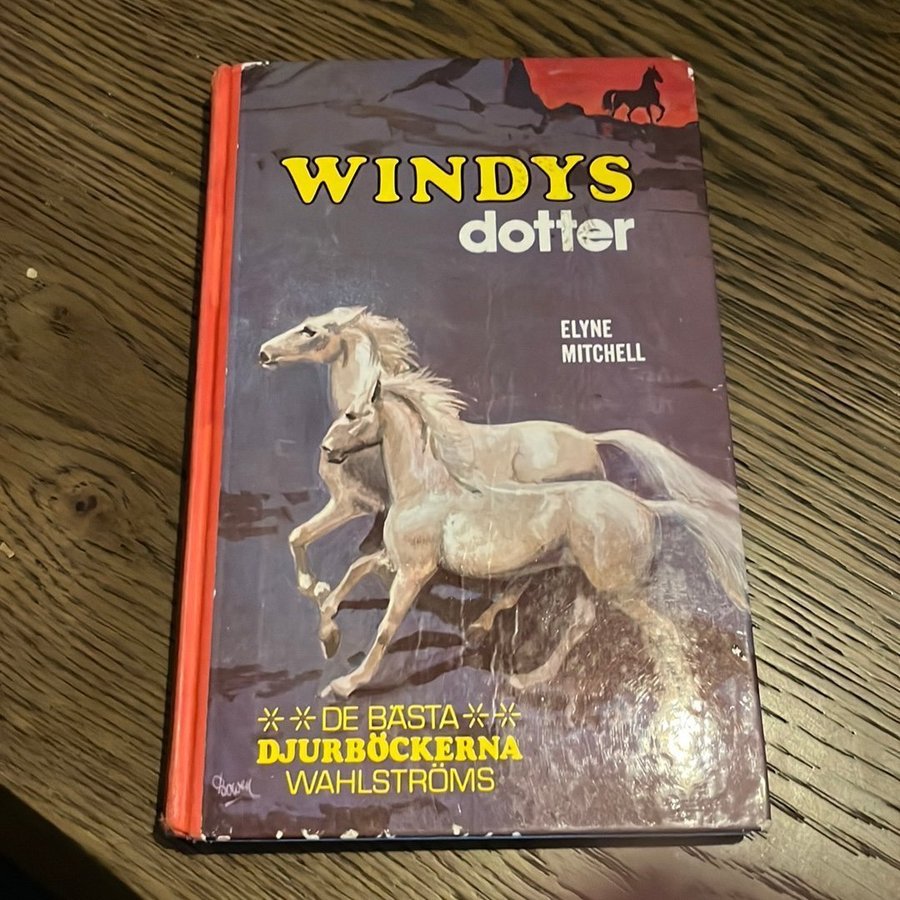 WINDYS
dotter
ELYNE
MITCHELL
** DE BÄSTA **
DJURBÖCKERNA
WAHLSTRÖMS